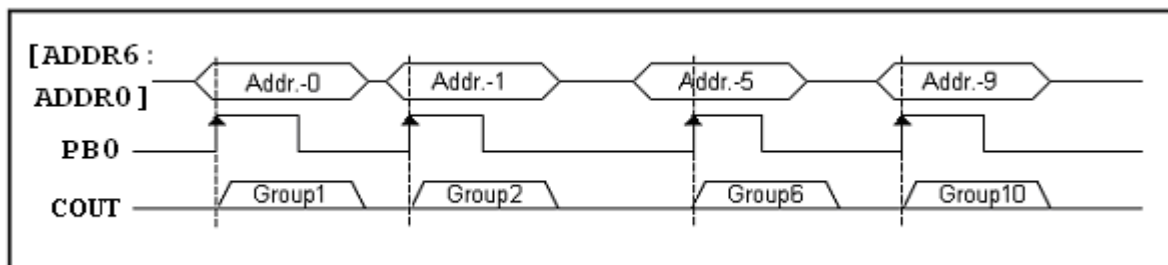 [ADDR6:
ADDR0]
Addr.-0
Addr.-1
Addr.-5
Addr.-9
PB0
COUT
Group1
Group2
Group6
Group10